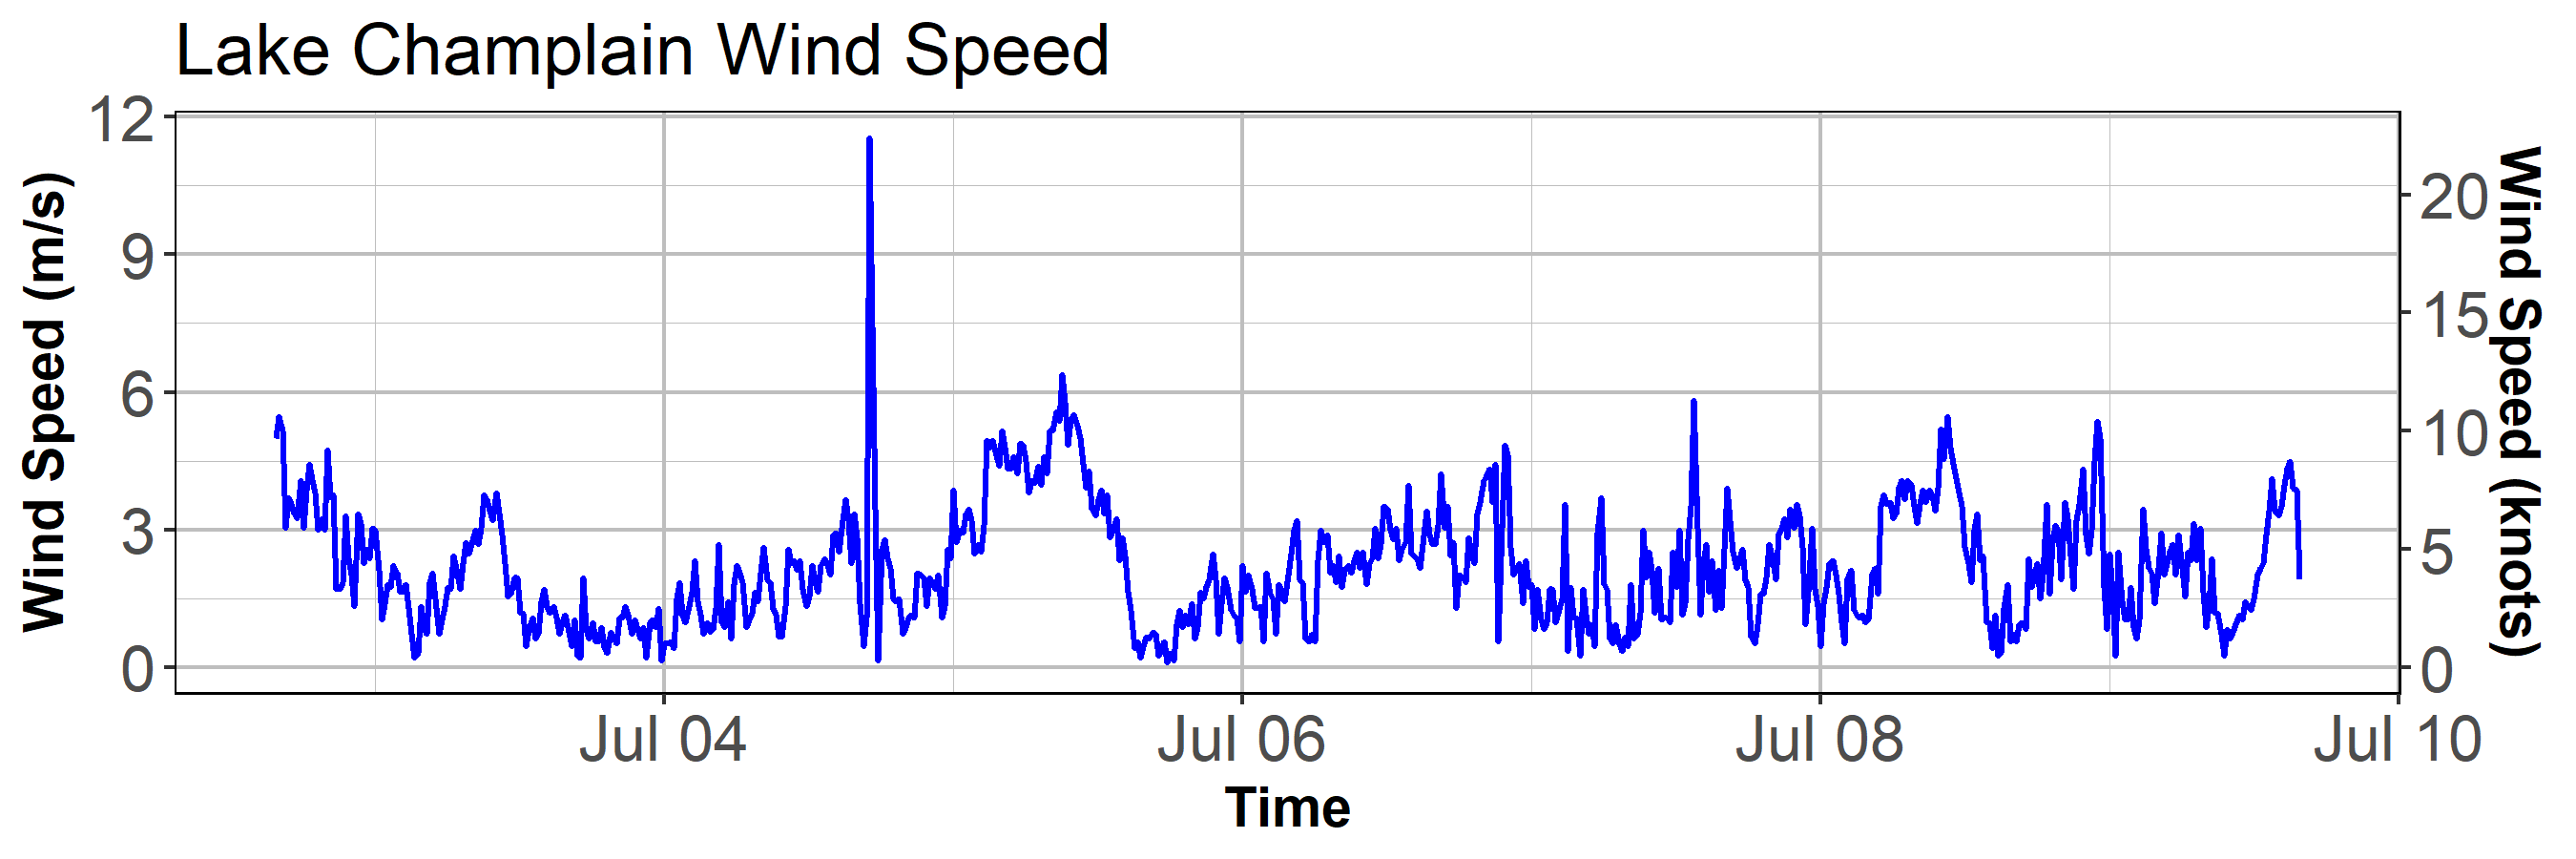 Lake Champlain Wind Speed
Wind Speed (m/s)
12
9
6
3
0
20
15
10
5
0
Wind Speed (knots)
Jul 04 Jul 06 Jul 08 Jul 10
Time